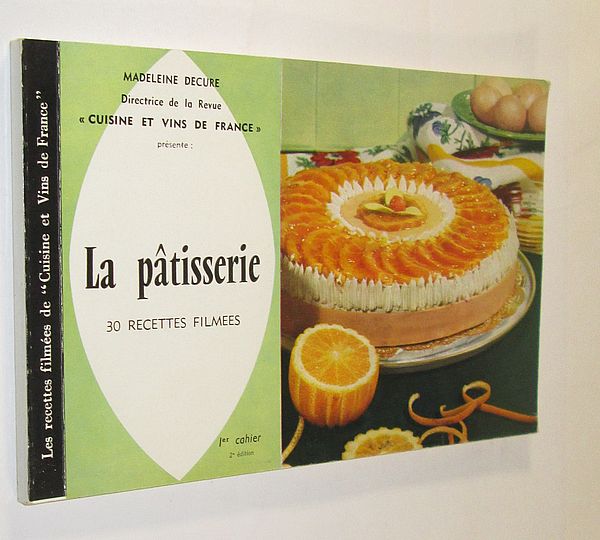 Les recettes filmées de "Cuisine et Vins de France"
MADELEINE DECURE
Directrice de la Revue
« CUISINE ET VINS DE FRANCE »
présente :
La pâtisserie
30 RECETTES FILMEES
1er cahier
2e édition